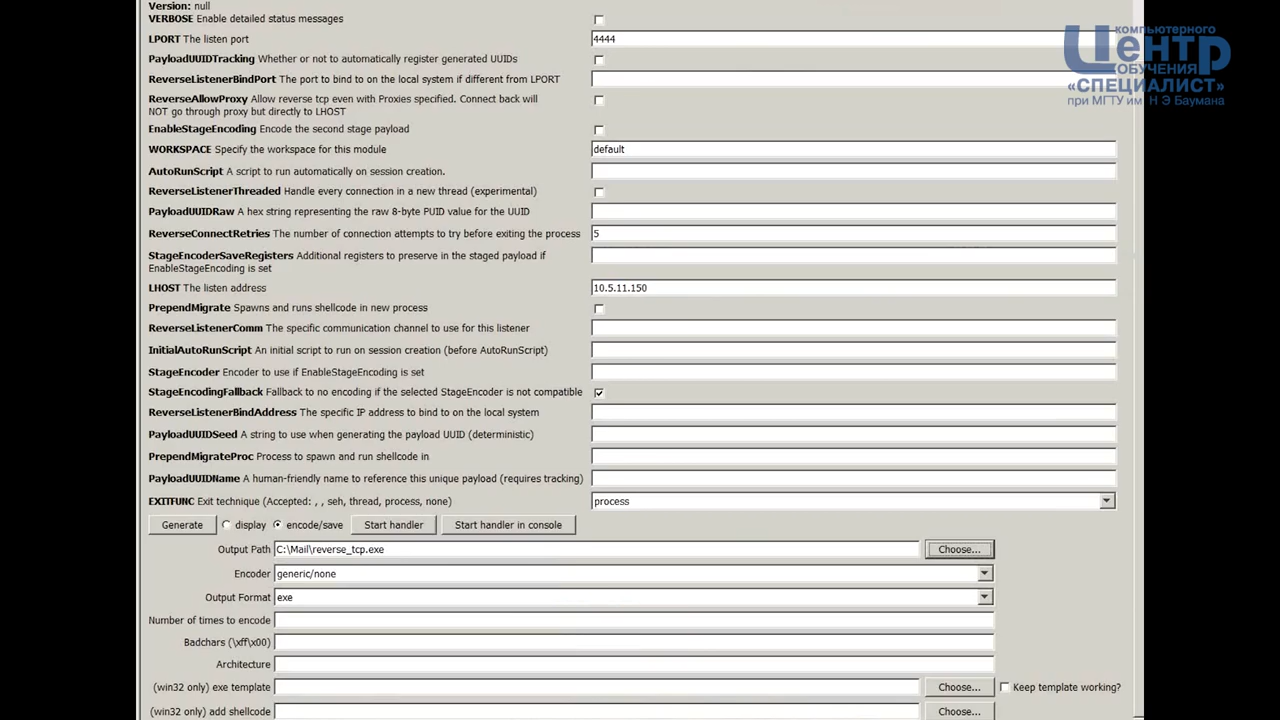 Version: null
VERBOSE Enable detailed status messages
LPORT The listen port
4444
PayloadUUIDTracking Whether or not to automatically register generated UUIDs
ReverseListenerBindPort The port to bind to on the local system if different from LPORT
ReverseAllowProxy Allow reverse tcp even with Proxies specified. Connect back will
NOT go through proxy but directly to LHOST
EnableStageEncoding Encode the second stage payload
WORKSPACE Specify the workspace for this module
default
AutoRunScript A script to run automatically on session creation.
ReverseListenerThreaded Handle every connection in a new thread (experimental)
PayloadUUIDRaw A hex string representing the raw 8-byte PUID value for the UUID
ReverseConnectRetries The number of connection attempts to try before exiting the process
5
StageEncoderSaveRegisters Additional registers to preserve in the staged payload if
EnableStageEncoding is set
LHOST The listen address
10.5.11.150
PrependMigrate Spawns and runs shellcode in new process
ReverseListenerComm The specific communication channel to use for this listener
InitialAutoRunScript An initial script to run on session creation (before AutoRunScript)
StageEncoder Encoder to use if EnableStageEncoding is set
StageEncodingFallback Fallback to no encoding if the selected StageEncoder is not compatible
ReverseListenerBindAddress The specific IP address to bind to on the local system
PayloadUUIDSeed A string to use when generating the payload UUID (deterministic)
PrependMigrateProc Process to spawn and run shellcode in
PayloadUUIDName A human-friendly name to reference this unique payload (requires tracking)
EXITFUNC Exit technique (Accepted: , , seh, thread, process, none)
process
Generate display encode/save Start handler Start handler in console
Output Path C:\Mail\reverse_tcp.exe Choose...
Encoder generic/none
Output Format exe
Number of times to encode
Badchars (\xff\x00)
Architecture
(win32 only) exe template Choose... Keep template working?
(win32 only) add shellcode Choose...
компьютерного
Центр
ОБУЧЕНИЯ
«СПЕЦИАЛИСТ»
при МГТУ им. Н Э Баумана